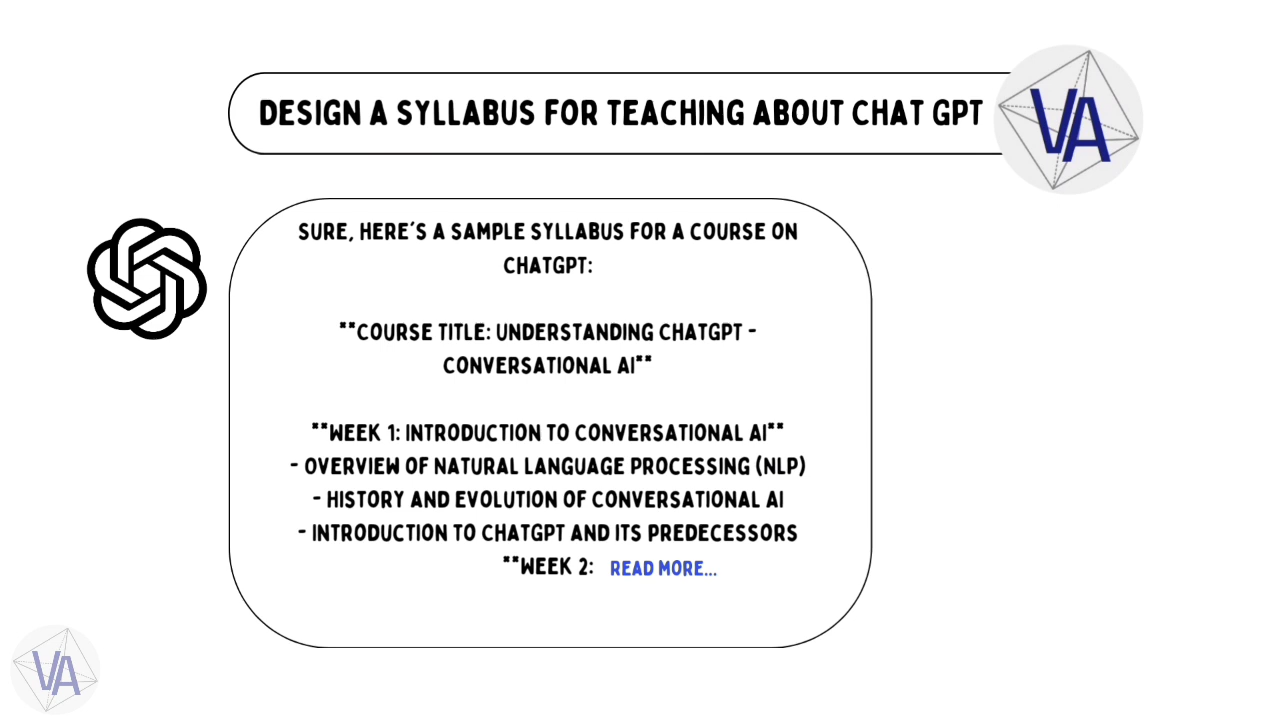 DESIGN A SYLLABUS FOR TEACHING ABOUT CHAT GPT
VA
SURE, HERE'S A SAMPLE SYLLABUS FOR A COURSE ON
CHATGPT:
**COURSE TITLE: UNDERSTANDING CHATGPT -
CONVERSATIONAL AI**
**WEEK 1: INTRODUCTION TO CONVERSATIONAL AI**
- OVERVIEW OF NATURAL LANGUAGE PROCESSING (NLP)
- HISTORY AND EVOLUTION OF CONVERSATIONAL AI
- INTRODUCTION TO CHATGPT AND ITS PREDECESSORS
**WEEK 2: READ MORE...
VA